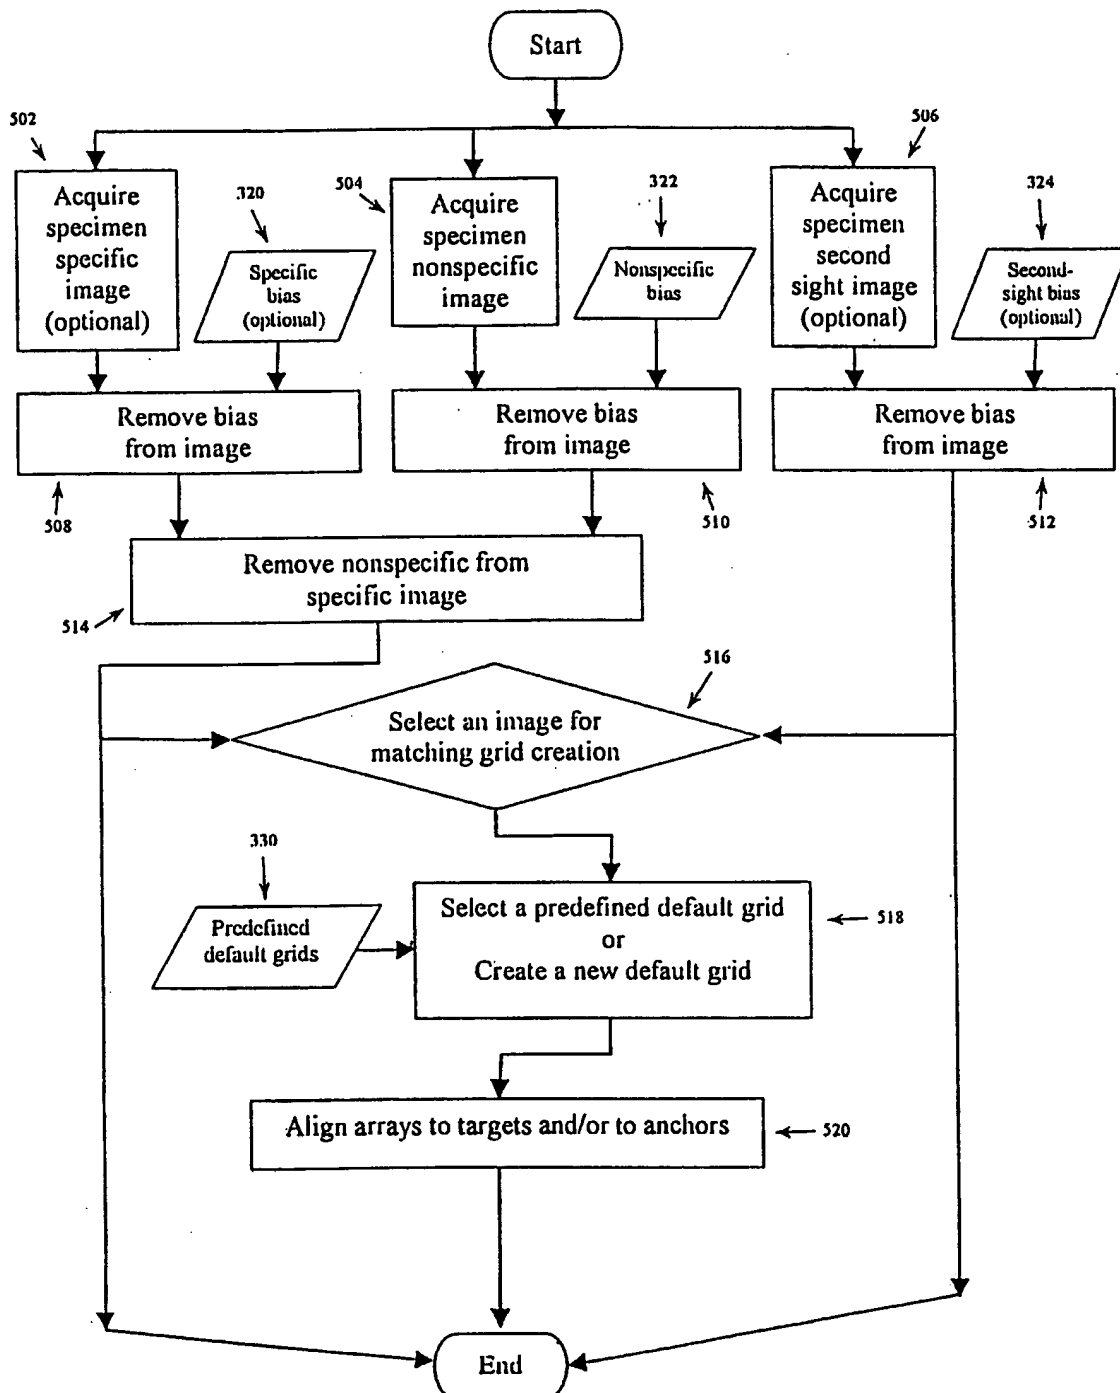 Start
502
506
Acquire
specimen
specific
image
(optional)
320
Specific
bias
(optional)
504
Acquire
specimen
nonspecific
image
322
Nonspecific
bias
Acquire
specimen
second
sight image
(optional)
324
Second-
sight bias
(optional)
Remove bias
from image
508
Remove bias
from image
510
Remove bias
from image
512
Remove nonspecific from
specific image
514
516
Select an image for
matching grid creation
330
Predefined
default grids
Select a predefined default grid
or
Create a new default grid
518
Align arrays to targets and/or to anchors
520
End